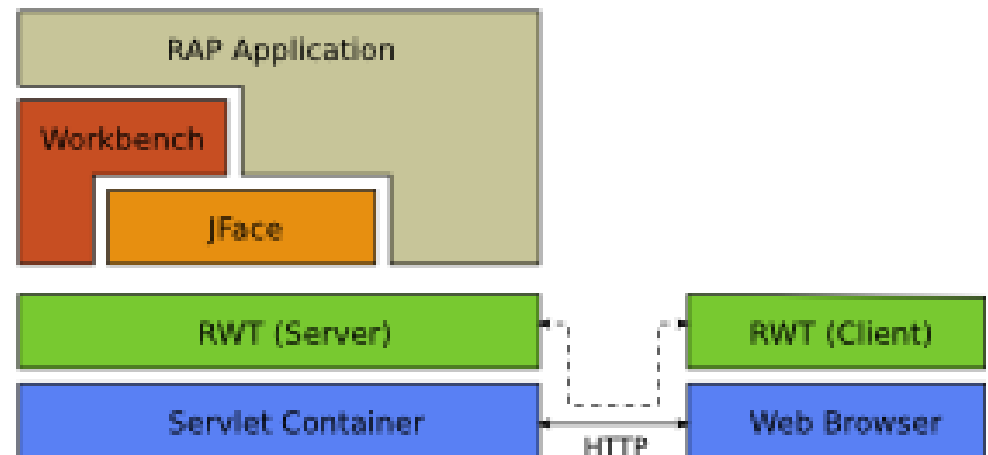 RAP Application
Workbench
JFace
RWT (Server)
RWT (Client)
Servlet Container
Web Browser
HTTP